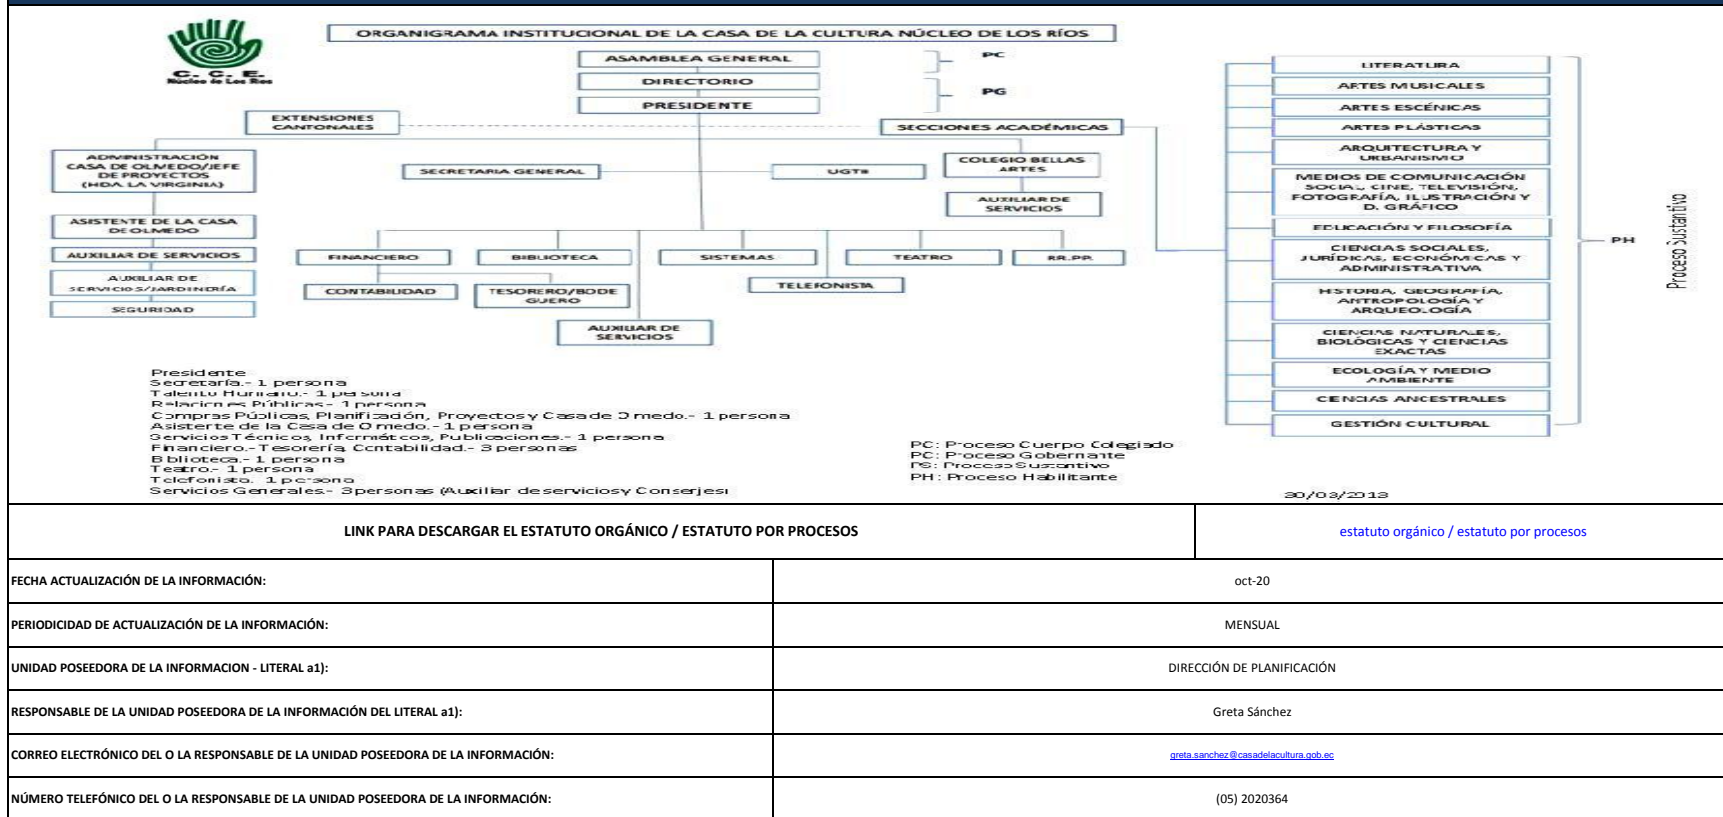 ORGANIGRAMA INSTITUCIONAL DE LA CASA DE LA CULTURA NÚCLEO DE LOS RÍOS
C. C. E.
Núcleo de Los Ríos
ASAMBLEA GENERAL
PC
DIRECTORIO
PG
PRESIDENTE
EXTENSIONES
CANTONALES
SECCIONES ACADÉMICAS
ADMINISTRACIÓN
CASA DE OLMEDO/JEFE
DE PROYECTOS
(HDA. LA VIRGINIA)
SECRETARIA GENERAL
UGTH
COLEGIO BELLAS
ARTES
AUXILIAR DE
SERVICIOS
ASISTENTE DE LA CASA
DE OLMEDO
AUXILIAR DE SERVICIOS
AUXILIAR DE
SERVICIOS/JARDINERÍA
SEGURIDAD
FINANCIERO
BIBLIOTECA
SISTEMAS
TEATRO
RR.PP.
CONTABILIDAD
TESORERO/BODE
GUERO
TELEFONISTA
AUXILIAR DE
SERVICIOS
LITERATURA
ARTES MUSICALES
ARTES ESCÉNICAS
ARTES PLÁSTICAS
ARQUITECTURA Y
URBANISMO
MEDIOS DE COMUNICACIÓN
SOCIAL, CINE, TELEVISIÓN,
FOTOGRAFÍA, ILUSTRACIÓN Y
D. GRÁFICO
EDUCACIÓN Y FILOSOFÍA
CIENCIAS SOCIALES,
JURÍDICAS, ECONÓMICAS Y
ADMINISTRATIVA
HISTORIA, GEOGRAFÍA,
ANTROPOLOGÍA Y
ARQUEOLOGÍA
CIENCIAS NATURALES,
BIOLÓGICAS Y CIENCIAS
EXACTAS
ECOLOGÍA Y MEDIO
AMBIENTE
CIENCIAS ANCESTRALES
GESTIÓN CULTURAL
PH
Proceso Sustantivo
Presidente
Secretaría.- 1 persona
Talento Humano.- 1 persona
Relaciones Públicas.- 1 persona
Compras Públicas, Planifización, Proyectos y Casa de Olmedo.- 1 persona
Asistente de la Casa de Olmedo.- 1 persona
Servicios Técnicos, Informáticos, Publicaciones.- 1 persona
Financiero.- Tesorería, Contabilidad.- 3 personas
Biblioteca.- 1 persona
Teatro.- 1 persona
Telefonista. 1 persona
Servicios Generales.- 3personas (Auxiliar de servicios y Conserjes)
PC: Proceso Cuerpo Colegiado
PC: Proceso Gobernante
PS: Proceso Sustantivo
PH: Proceso Habilitante
LINK PARA DESCARGAR EL ESTATUTO ORGÁNICO / ESTATUTO POR PROCESOS
estatuto orgánico / estatuto por procesos
FECHA ACTUALIZACIÓN DE LA INFORMACIÓN:
oct-20
PERIODICIDAD DE ACTUALIZACIÓN DE LA INFORMACIÓN:
MENSUAL
UNIDAD POSEEDORA DE LA INFORMACION - LITERAL a1):
DIRECCIÓN DE PLANIFICACIÓN
RESPONSABLE DE LA UNIDAD POSEEDORA DE LA INFORMACIÓN DEL LITERAL a1):
Greta Sánchez
CORREO ELECTRÓNICO DEL O LA RESPONSABLE DE LA UNIDAD POSEEDORA DE LA INFORMACIÓN:
greta.sanchez@casadelacultura.gob.ec
NÚMERO TELEFÓNICO DEL O LA RESPONSABLE DE LA UNIDAD POSEEDORA DE LA INFORMACIÓN:
(05) 2020364